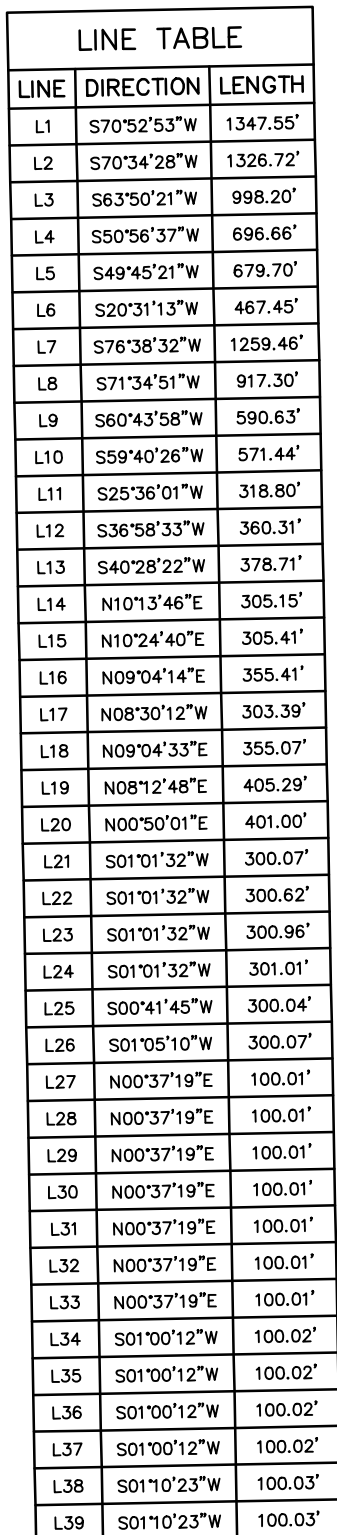 LINE TABLE
LINE DIRECTION LENGTH
L1 S70°52'53"W 1347.55'
L2 S70°34'28"W 1326.72'
L3 S63°50'21"W 998.20'
L4 S50°56'37"W 696.66'
L5 S49°45'21"W 679.70'
L6 S20°31'13"W 467.45'
L7 S76°38'32"W 1259.46'
L8 S71°34'51"W 917.30'
L9 S60°43'58"W 590.63'
L10 S59°40'26"W 571.44'
L11 S25°36'01"W 318.80'
L12 S36°58'33"W 360.31'
L13 S40°28'22"W 378.71'
L14 N10°13'46"E 305.15'
L15 N10°24'40"E 305.41'
L16 N09°04'14"E 355.41'
L17 N08°30'12"W 303.39'
L18 N09°04'33"E 355.07'
L19 N08°12'48"E 405.29'
L20 N00°50'01"E 401.00'
L21 S01°01'32"W 300.07'
L22 S01°01'32"W 300.62'
L23 S01°01'32"W 300.96'
L24 S01°01'32"W 301.01'
L25 S00°41'45"W 300.04'
L26 S01°05'10"W 300.07'
L27 N00°37'19"E 100.01'
L28 N00°37'19"E 100.01'
L29 N00°37'19"E 100.01'
L30 N00°37'19"E 100.01'
L31 N00°37'19"E 100.01'
L32 N00°37'19"E 100.01'
L33 N00°37'19"E 100.01'
L34 S01°00'12"W 100.02'
L35 S01°00'12"W 100.02'
L36 S01°00'12"W 100.02'
L37 S01°00'12"W 100.02'
L38 S01°10'23"W 100.03'
L39 S01°10'23"W 100.03'